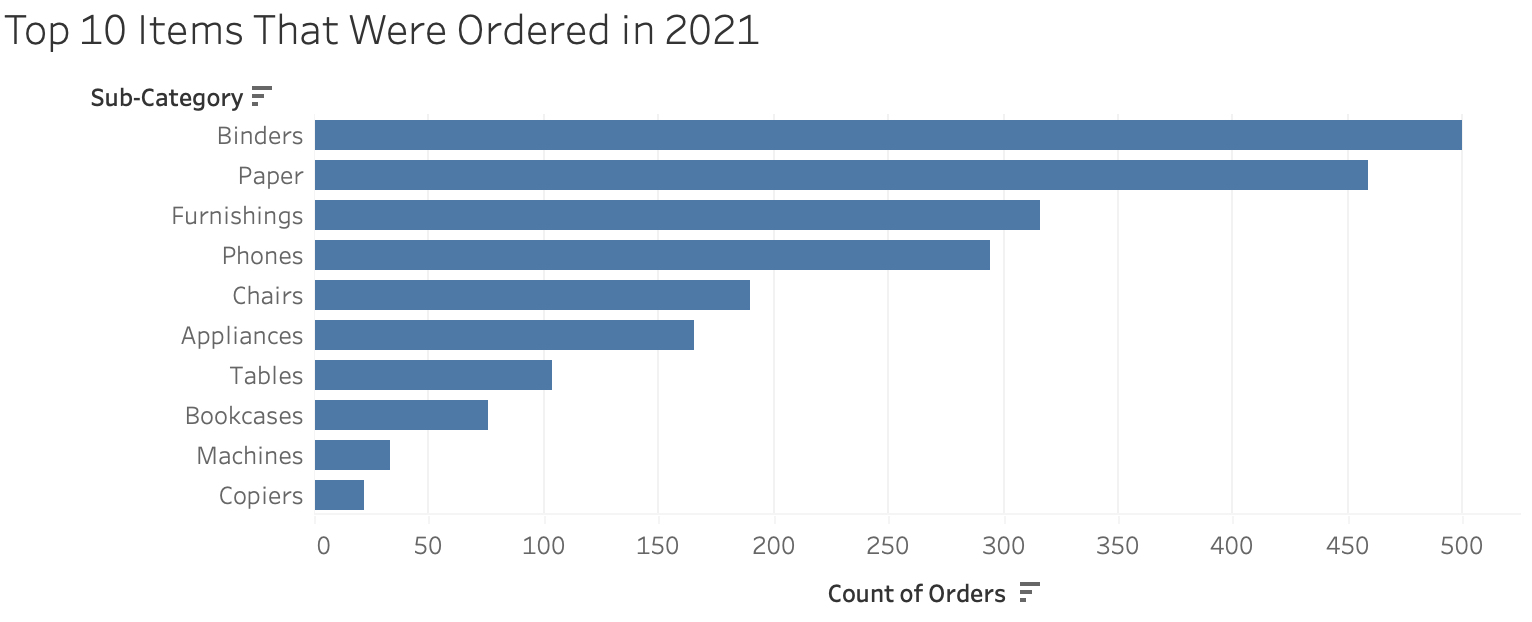 Top 10 Items That Were Ordered in 2021
Sub-Category
Binders
Paper
Furnishings
Phones
Chairs
Appliances
Tables
Bookcases
Machines
Copiers
0 50 100 150 200 250 300 350 400 450 500
Count of Orders